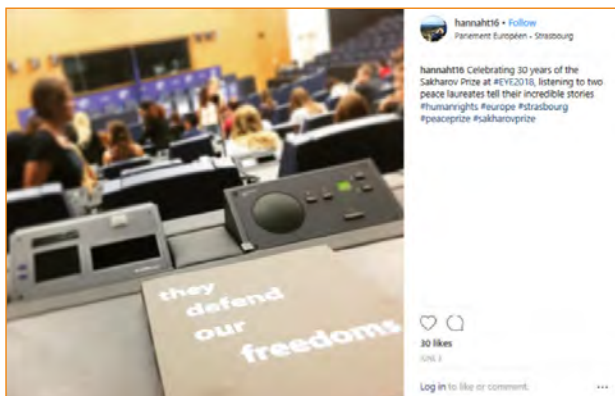 hannaht16 • Follow
Parlement Européen - Strasbourg
hannaht16 Celebrating 30 years of the
Sakharov Prize at #EYE2018, listening to two
peace laureates tell their incredible stories
#humanrights #europe #strasbourg
#peaceprize #sakharovprize
they
defend
our
freedoms
30 likes
JUNE 3
Log in to like or comment.